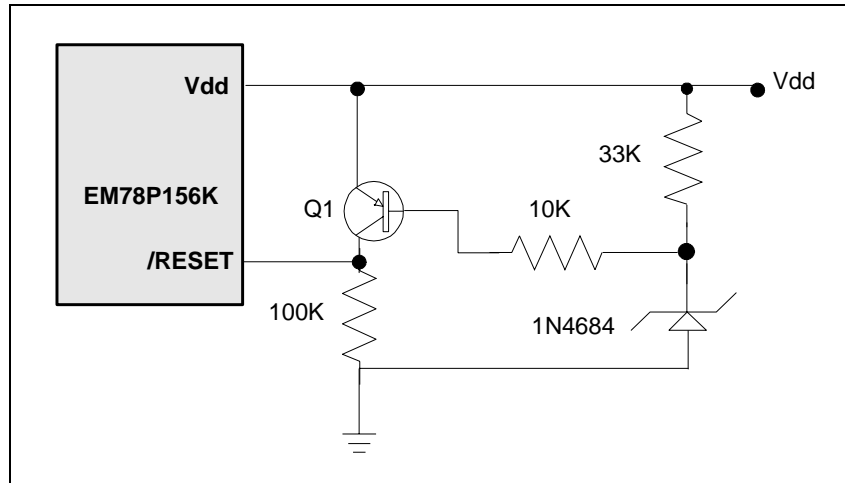 Vdd
Vdd
33K
EM78P156K
Q1
10K
/RESET
100K
1N4684